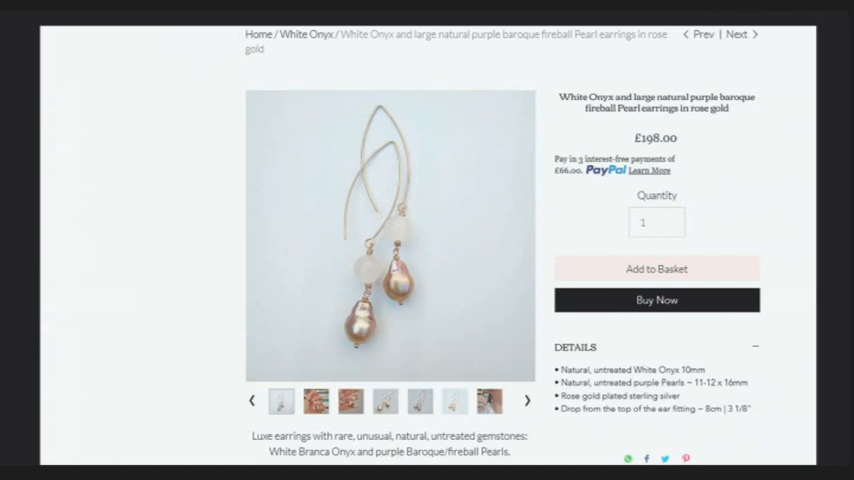 Home / White Onyx / White Onyx and large natural purple baroque fireball Pearl earrings in rose
gold
Prev | Next
White Onyx and large natural purple baroque
fireball Pearl earrings in rose gold
£198.00
Pay in 3 interest-free payments of
£66.00. PayPal Learn More
Quantity
1
Add to Basket
Buy Now
DETAILS
• Natural, untreated White Onyx 10mm
• Natural, untreated purple Pearls ~ 11-12 x 16mm
• Rose gold plated sterling silver
• Drop from the top of the ear fitting ~ 8cm | 3 1/8"
Luxe earrings with rare, unusual, natural, untreated gemstones:
White Branca Onyx and purple Baroque/fireball Pearls.